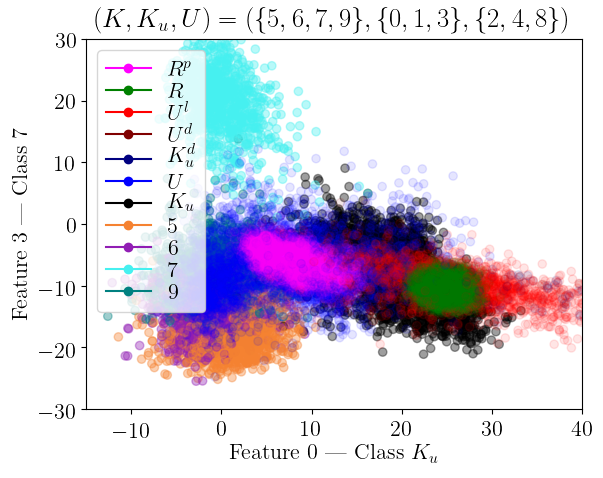 (K, K_u, U) = ({5, 6, 7, 9}, {0, 1, 3}, {2, 4, 8})
30
20
10
0
−10
−20
−30
Feature 3 — Class 7
R^p
R
U^l
U^d
K_u^d
U
K_u
5
6
7
9
−10 0 10 20 30 40
Feature 0 — Class K_u